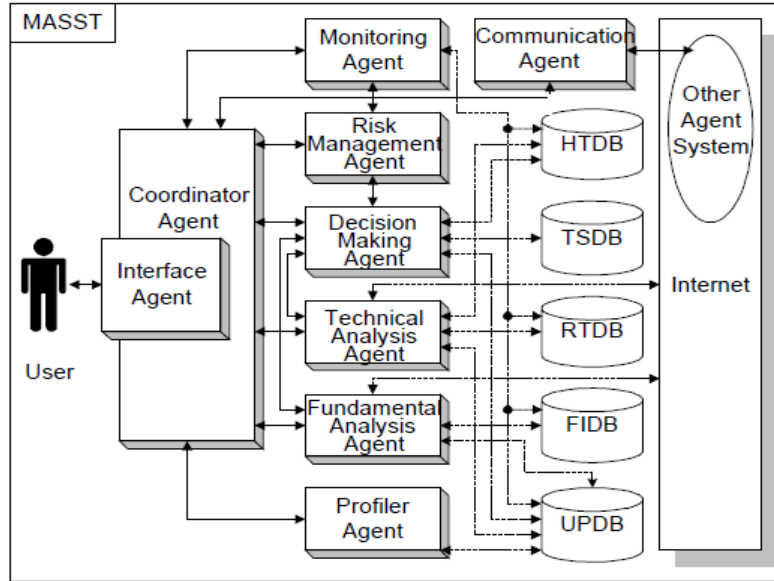 MASST
Monitoring
Agent
Communication
Agent
Other
Agent
System
Risk
Management
Agent
HTDB
Coordinator
Agent
Decision
Making
Agent
TSDB
Interface
Agent
Internet
Technical
Analysis
Agent
RTDB
User
Fundamental
Analysis
Agent
FIDB
Profiler
Agent
UPDB